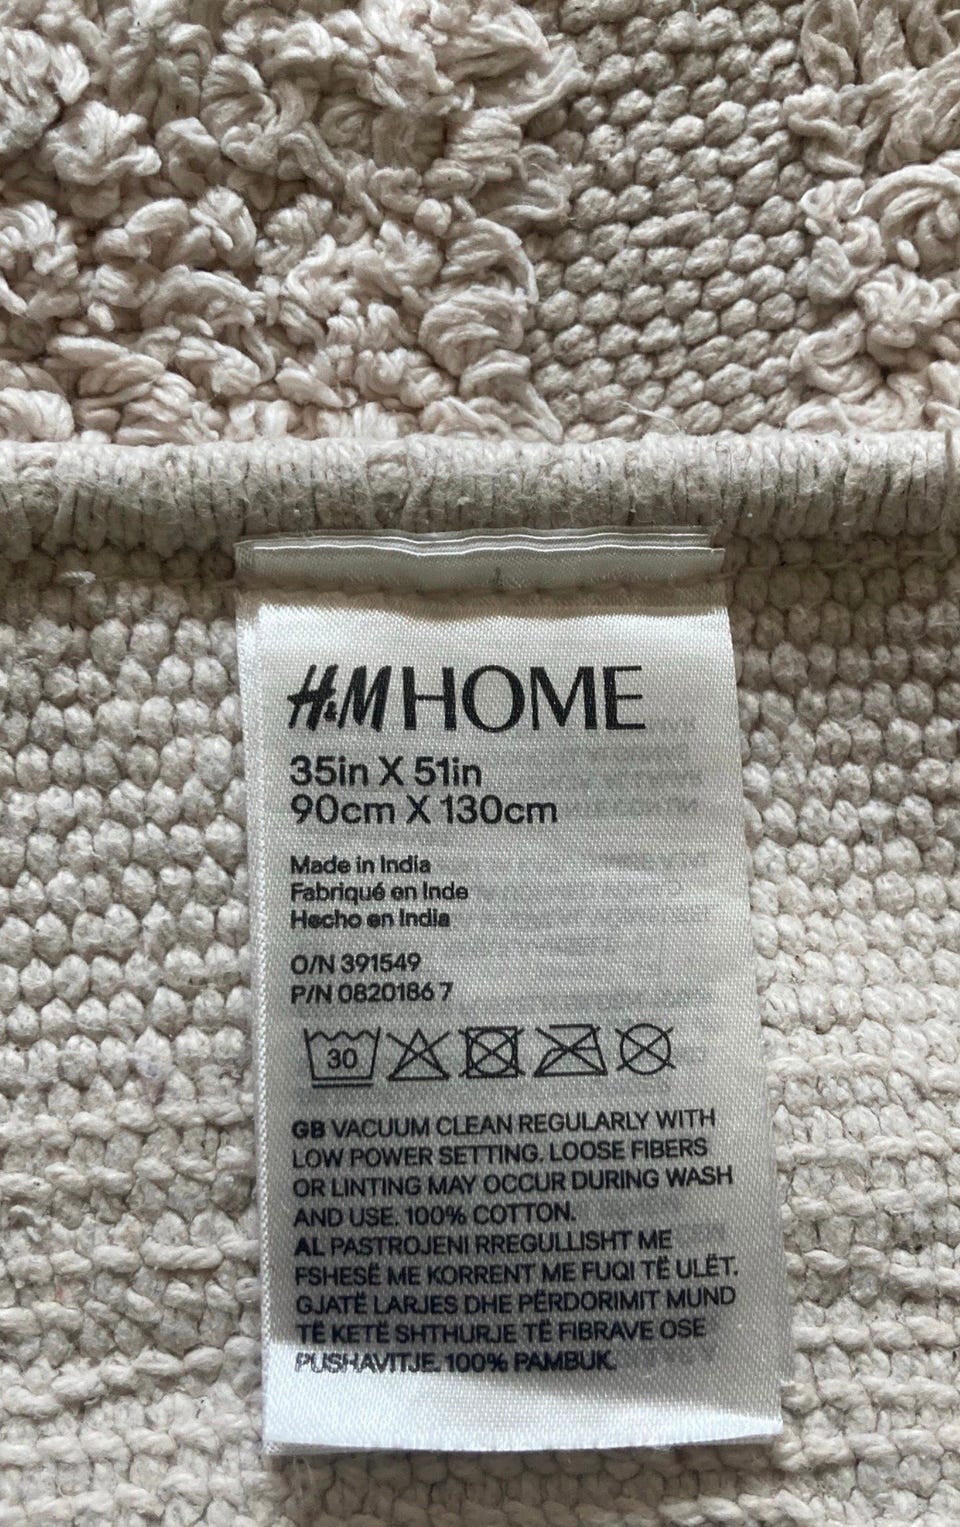 H&M HOME
35in X 51in
90cm X 130cm
Made in India
Fabriqué en Inde
Hecho en India
O/N 391549
P/N 0820186 7
30
GB VACUUM CLEAN REGULARLY WITH
LOW POWER SETTING. LOOSE FIBERS
OR LINTING MAY OCCUR DURING WASH
AND USE. 100% COTTON.
AL PASTROJENI RREGULLISHT ME
FSHESË ME KORRENT ME FUQI TË ULËT.
GJATË LARJES DHE PËRDORIMIT MUND
TË KETË SHTHURJE TË FIBRAVE OSE
PUSHAVITJE. 100% PAMBUK.